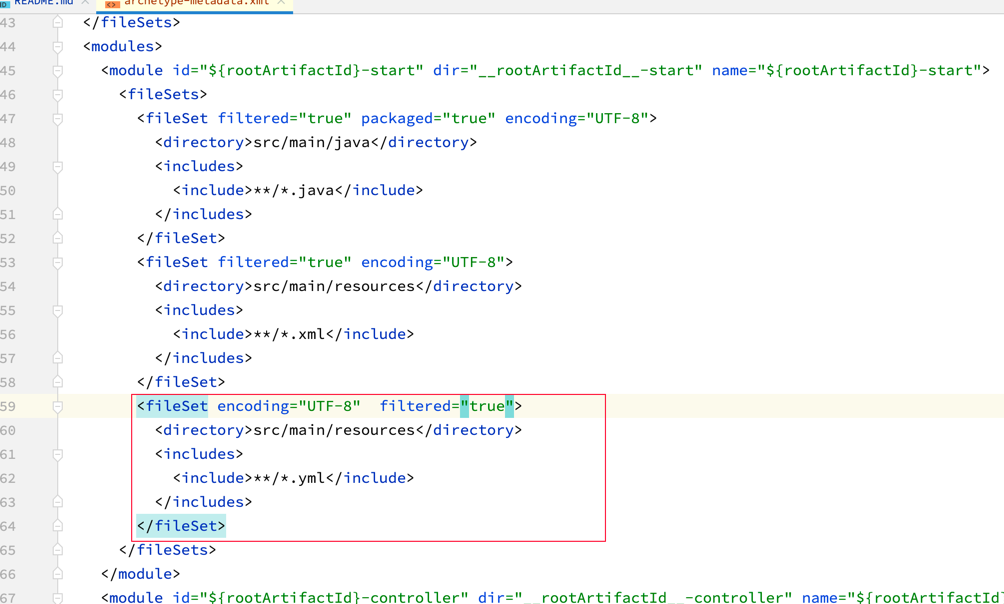 README.md archetype-metadata.xml
43 </fileSets>
44 <modules>
45 <module id="${rootArtifactId}-start" dir="__rootArtifactId__-start" name="${rootArtifactId}-start">
46 <fileSets>
47 <fileSet filtered="true" packaged="true" encoding="UTF-8">
48 <directory>src/main/java</directory>
49 <includes>
50 <include>**/*.java</include>
51 </includes>
52 </fileSet>
53 <fileSet filtered="true" encoding="UTF-8">
54 <directory>src/main/resources</directory>
55 <includes>
56 <include>**/*.xml</include>
57 </includes>
58 </fileSet>
59 <fileSet encoding="UTF-8"  filtered="true">
60 <directory>src/main/resources</directory>
61 <includes>
62 <include>**/*.yml</include>
63 </includes>
64 </fileSet>
65 </fileSets>
66 </module>
67 <module id="${rootArtifactId}-controller" dir="__rootArtifactId__-controller" name="${rootArtifactId